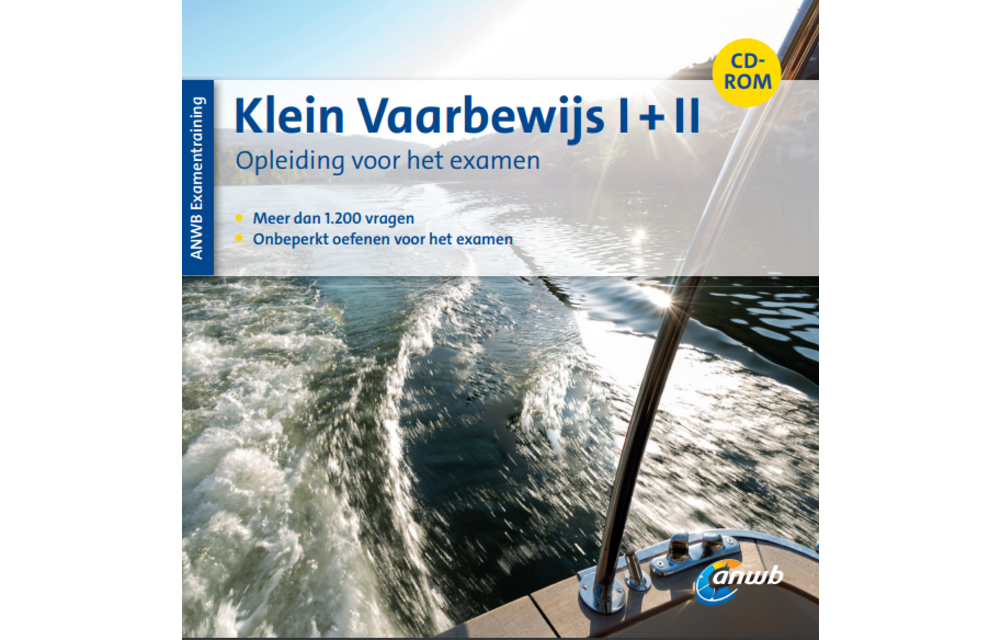 CD-
ROM
ANWB Examentraining
Klein Vaarbewijs I + II
Opleiding voor het examen
Meer dan 1.200 vragen
Onbeperkt oefenen voor het examen
anwb